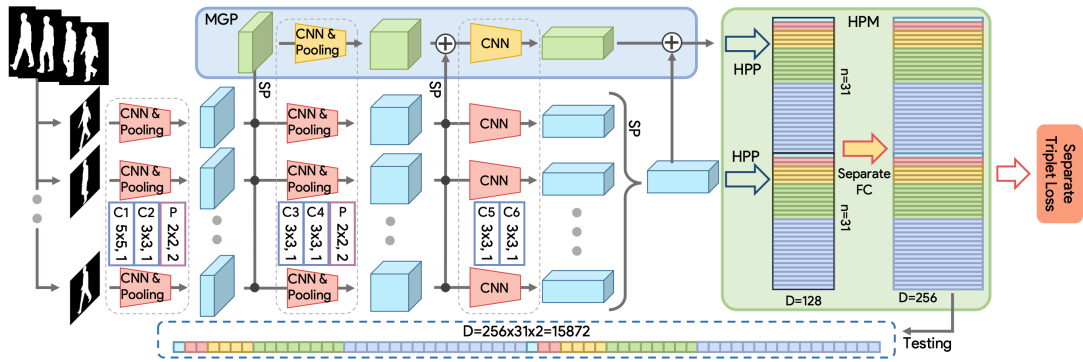 MGP
HPM
CNN &
Pooling
CNN
SP
SP
HPP
n=31
CNN &
Pooling
CNN &
Pooling
CNN
SP
CNN &
Pooling
CNN &
Pooling
CNN
HPP
Separate
FC
Separate
Triplet Loss
C1 5x5, 1
C2 3x3, 1
P 2x2, 2
C3 3x3, 1
C4 3x3, 1
P 2x2, 2
C5 3x3, 1
C6 3x3, 1
n=31
CNN &
Pooling
CNN &
Pooling
CNN
D=128
D=256
D=256x31x2=15872
Testing